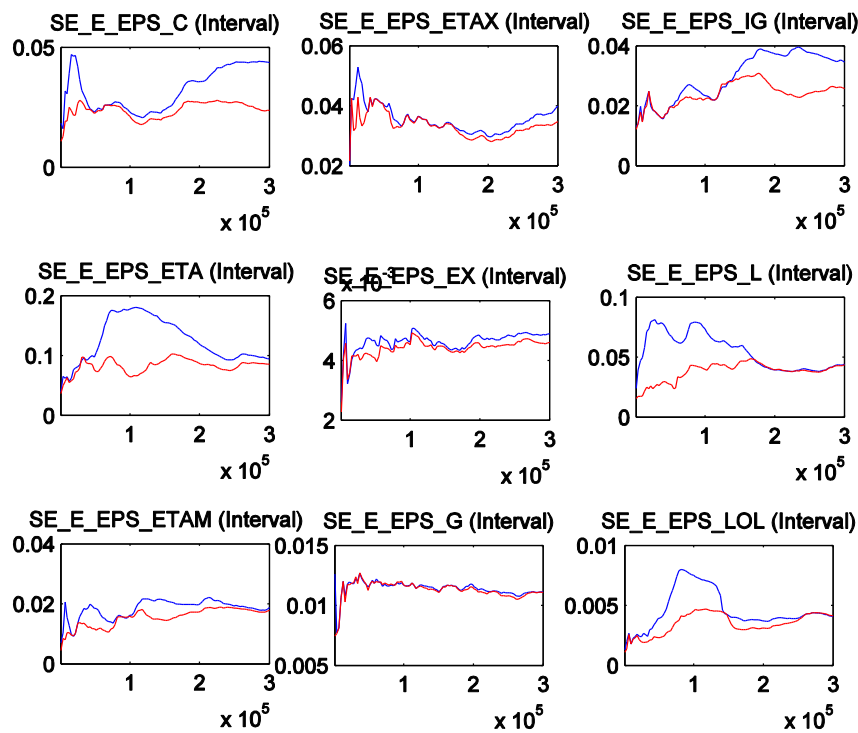 SE_E_EPS_C (Interval)
0.05
0
1 2 3
x 10^5
SE_E_EPS_ETAX (Interval)
0.06
0.04
0.02
1 2 3
x 10^5
SE_E_EPS_IG (Interval)
0.04
0.02
0
1 2 3
x 10^5
SE_E_EPS_ETA (Interval)
0.2
0.1
0
1 2 3
x 10^5
SE_E_EPS_EX (Interval)
x 10^-3
6
4
2
1 2 3
x 10^5
SE_E_EPS_L (Interval)
0.1
0.05
0
1 2 3
x 10^5
SE_E_EPS_ETAM (Interval)
0.04
0.02
0
1 2 3
x 10^5
SE_E_EPS_G (Interval)
0.015
0.01
0.005
1 2 3
x 10^5
SE_E_EPS_LOL (Interval)
0.01
0.005
0
1 2 3
x 10^5